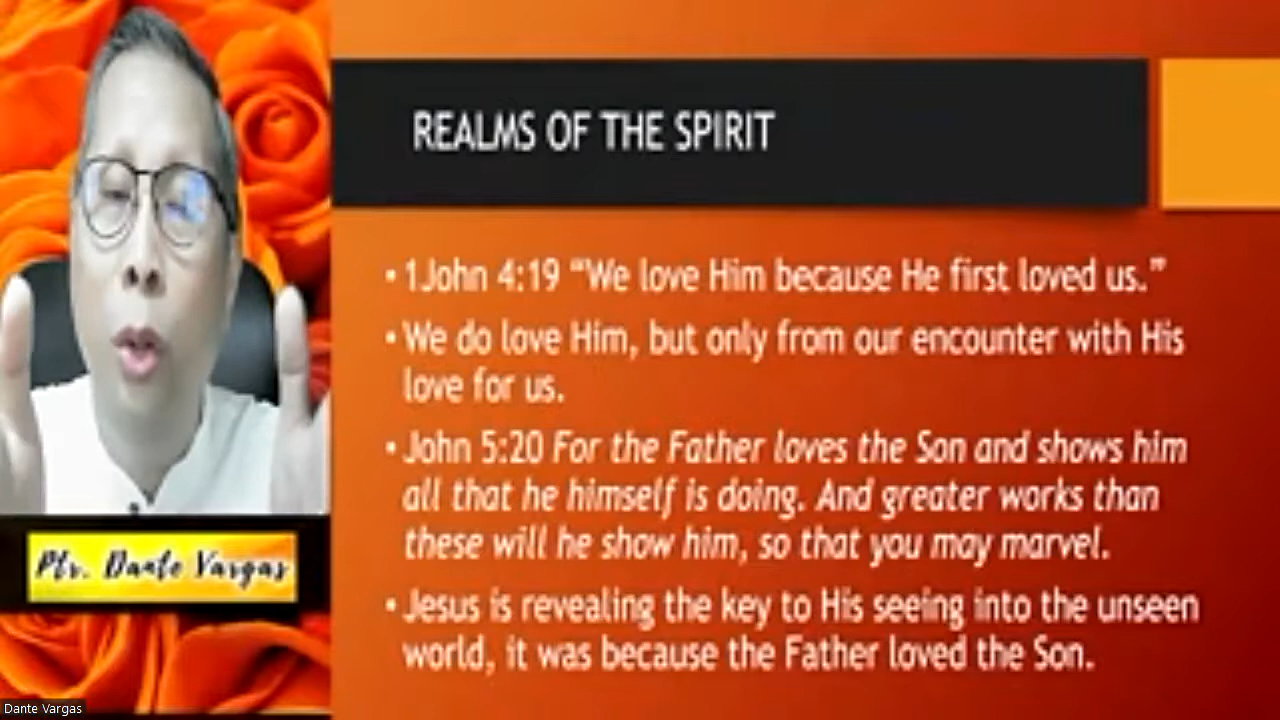 REALMS OF THE SPIRIT
• 1John 4:19 “We love Him because He first loved us.”
• We do love Him, but only from our encounter with His
love for us.
• John 5:20 For the Father loves the Son and shows him
all that he himself is doing. And greater works than
these will he show him, so that you may marvel.
• Jesus is revealing the key to His seeing into the unseen
world, it was because the Father loved the Son.
Ptr. Dante Vargas
Dante Vargas